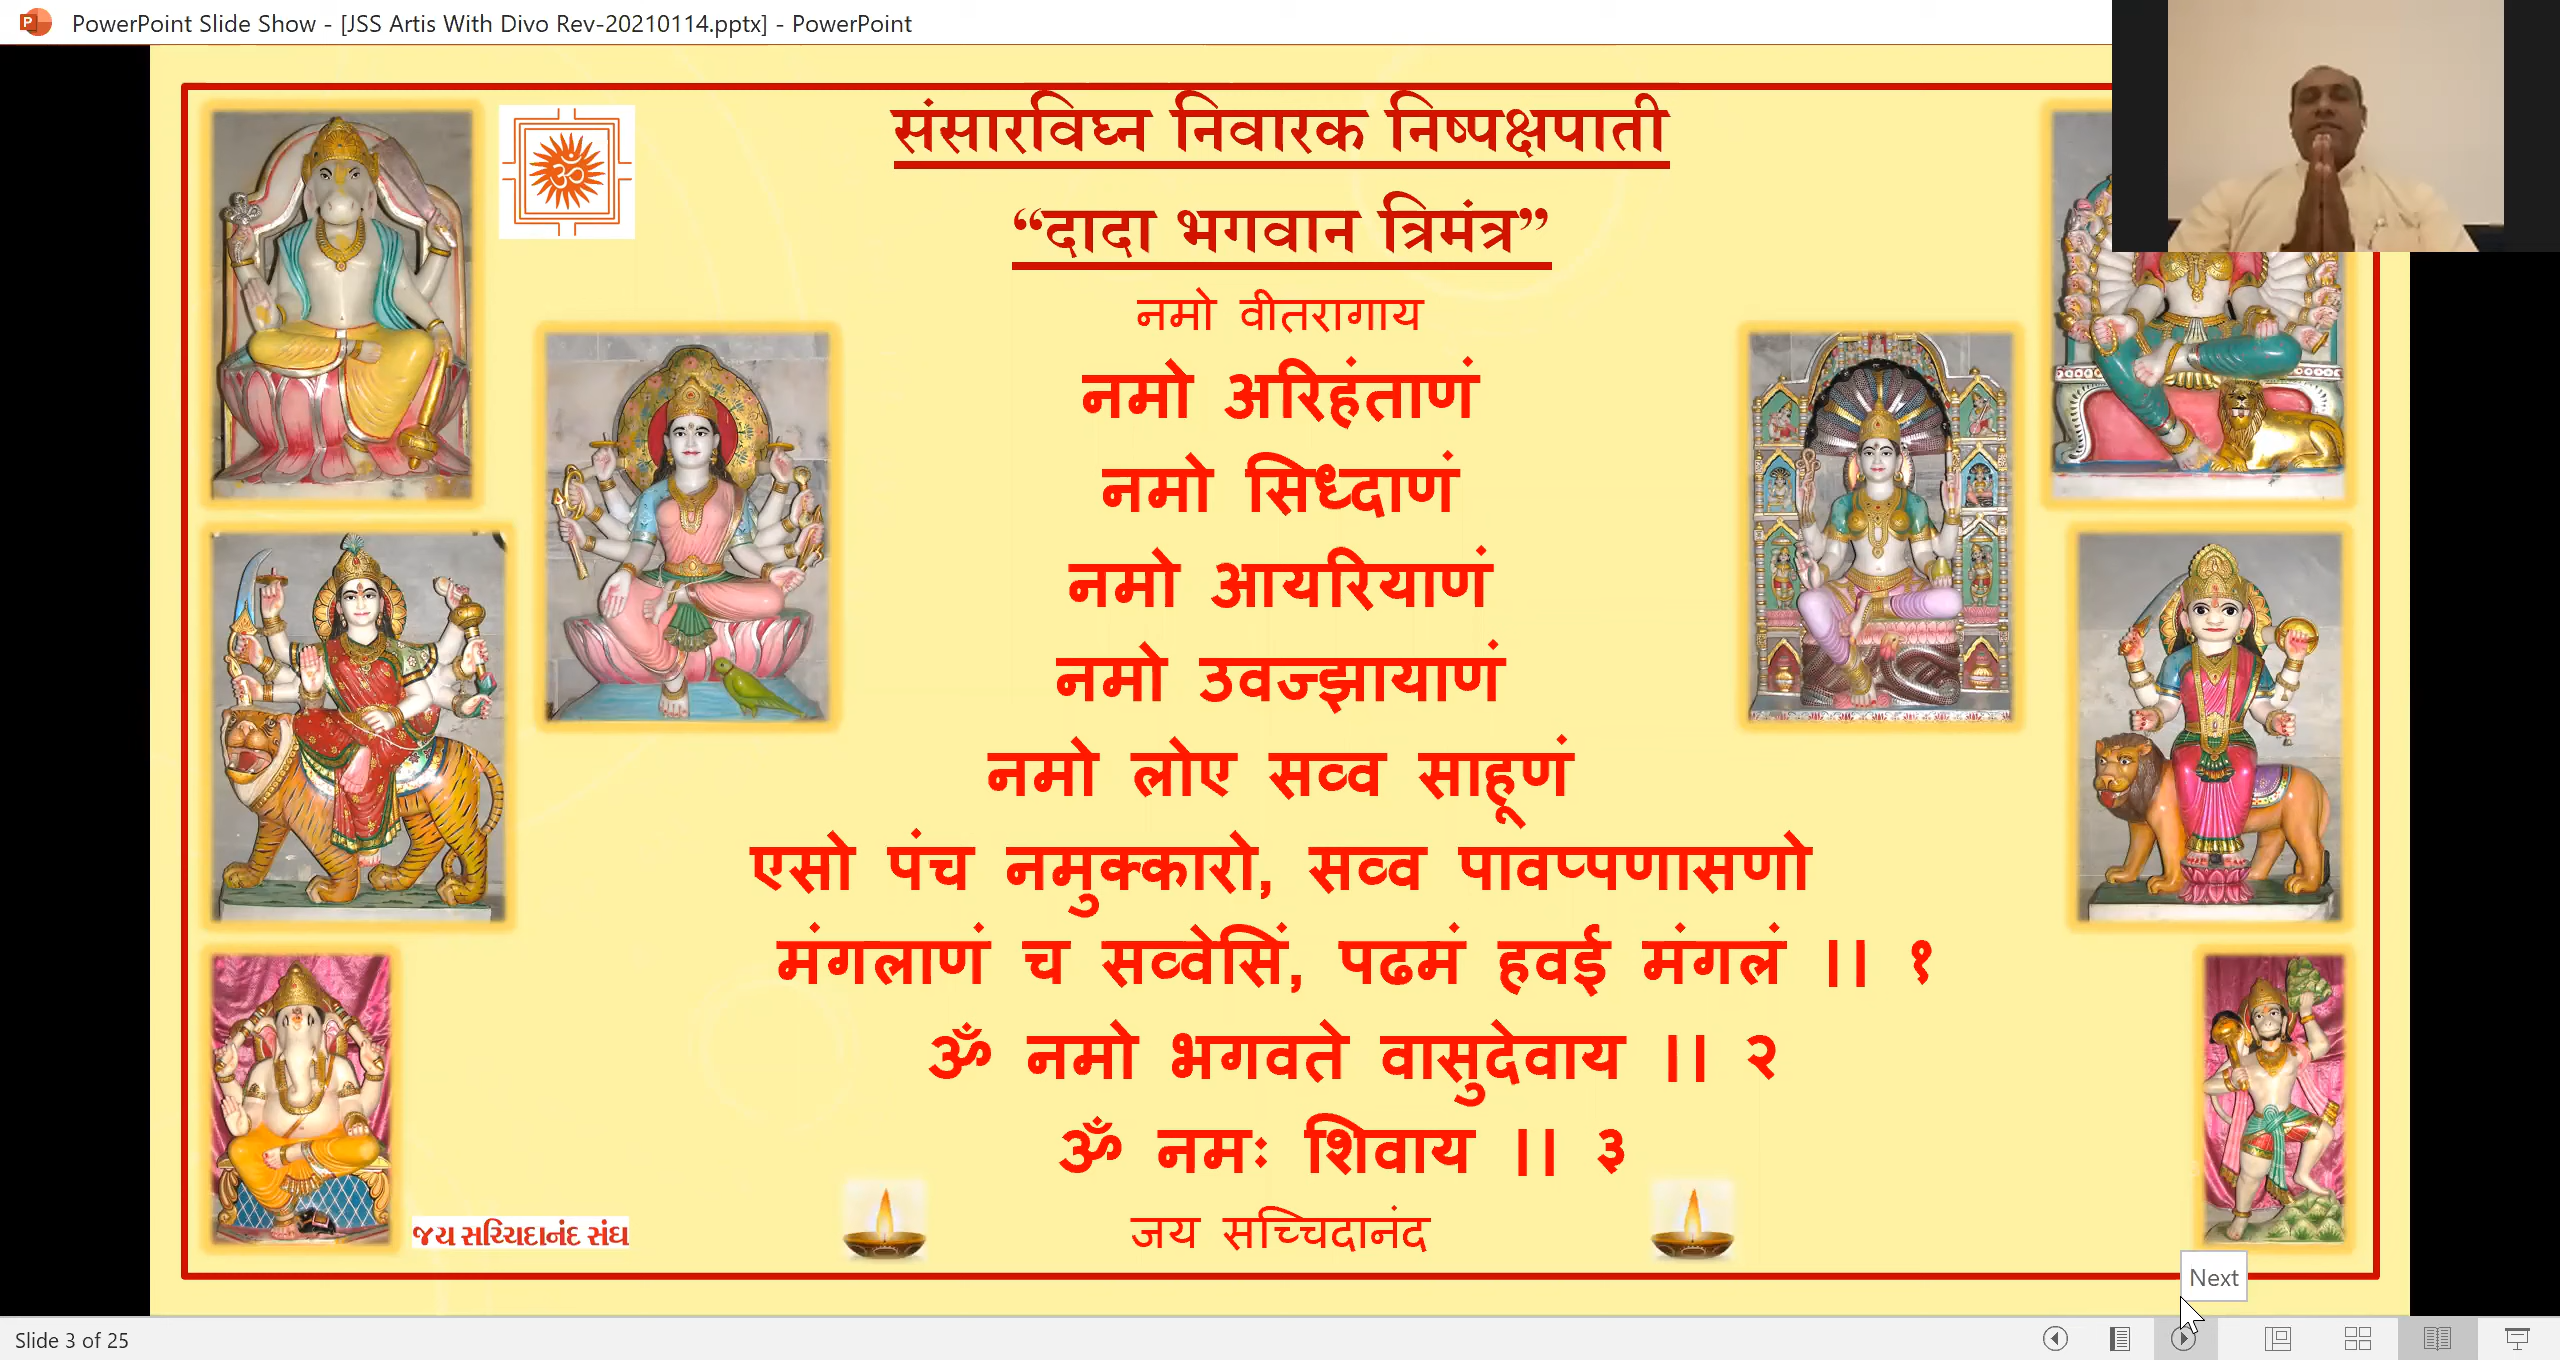 PowerPoint Slide Show - [JSS Artis With Divo Rev-20210114.pptx] - PowerPoint
संसारविघ्न निवारक निष्पक्षपाती
“दादा भगवान त्रिमंत्र”
नमो वीतरागाय
नमो अरिहंताणं
नमो सिध्दाणं
नमो आयरियाणं
नमो उवज्झायाणं
नमो लोए सव्व साहूणं
एसो पंच नमुक्कारो, सव्व पावप्पणासणो
मंगलाणं च सव्वेसिं, पढमं हवई मंगलं ।। १
ॐ नमो भगवते वासुदेवाय ।। २
ॐ नमः शिवाय ।। ३
जय सच्चिदानंद
જય સચ્ચિદાનંદ સંઘ
Next
Slide 3 of 25